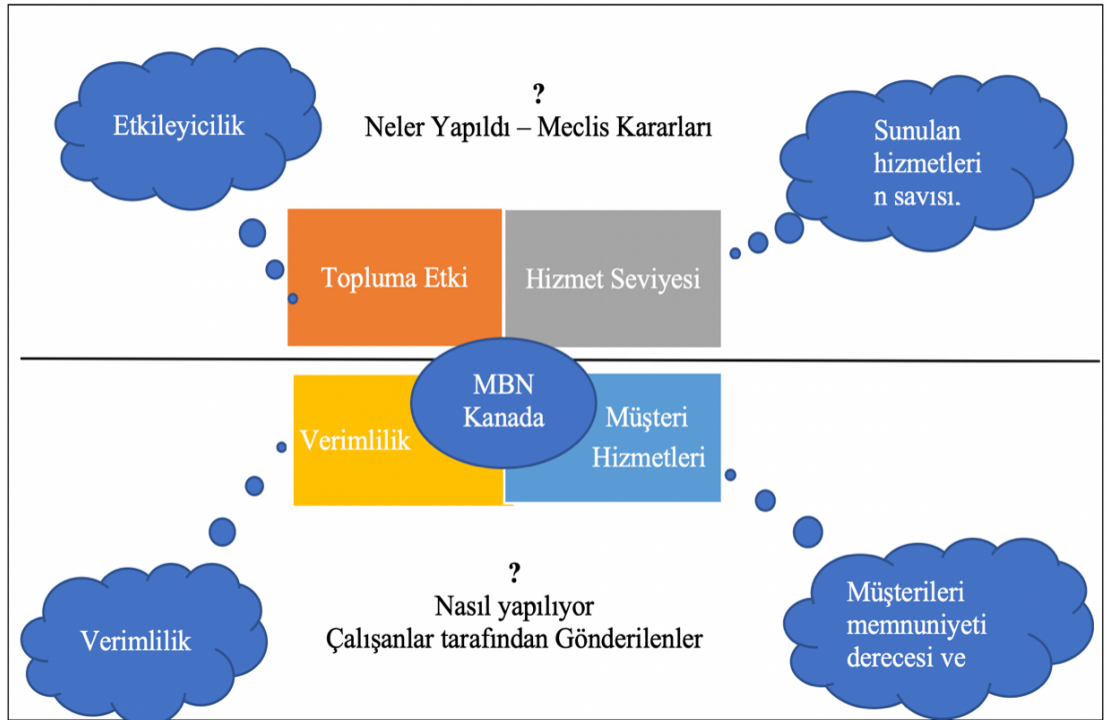 Etkileyicilik
?
Neler Yapıldı – Meclis Kararları
Sunulan
hizmetleri
n savısı.
Topluma Etki
Hizmet Seviyesi
MBN
Kanada
Verimlilik
Müşteri
Hizmetleri
?
Nasıl yapılıyor
Çalışanlar tarafından Gönderilenler
Verimlilik
Müşterileri
memnuniyeti
derecesi ve